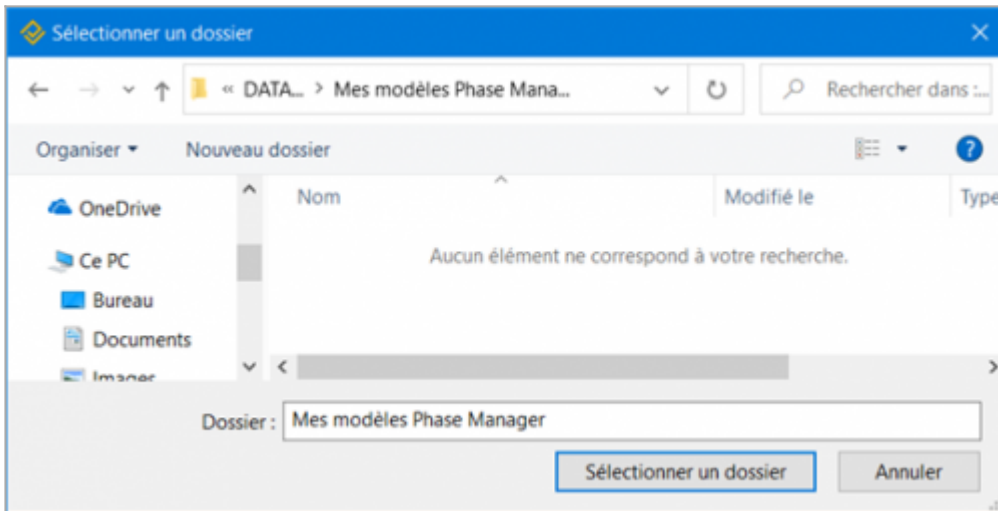 Sélectionner un dossier
« DATA... > Mes modèles Phase Mana...
Rechercher dans :...
Organiser
Nouveau dossier
Nom
Modifié le
Type
OneDrive
Aucun élément ne correspond à votre recherche.
Ce PC
Bureau
Documents
Images
Dossier : Mes modèles Phase Manager
Sélectionner un dossier
Annuler